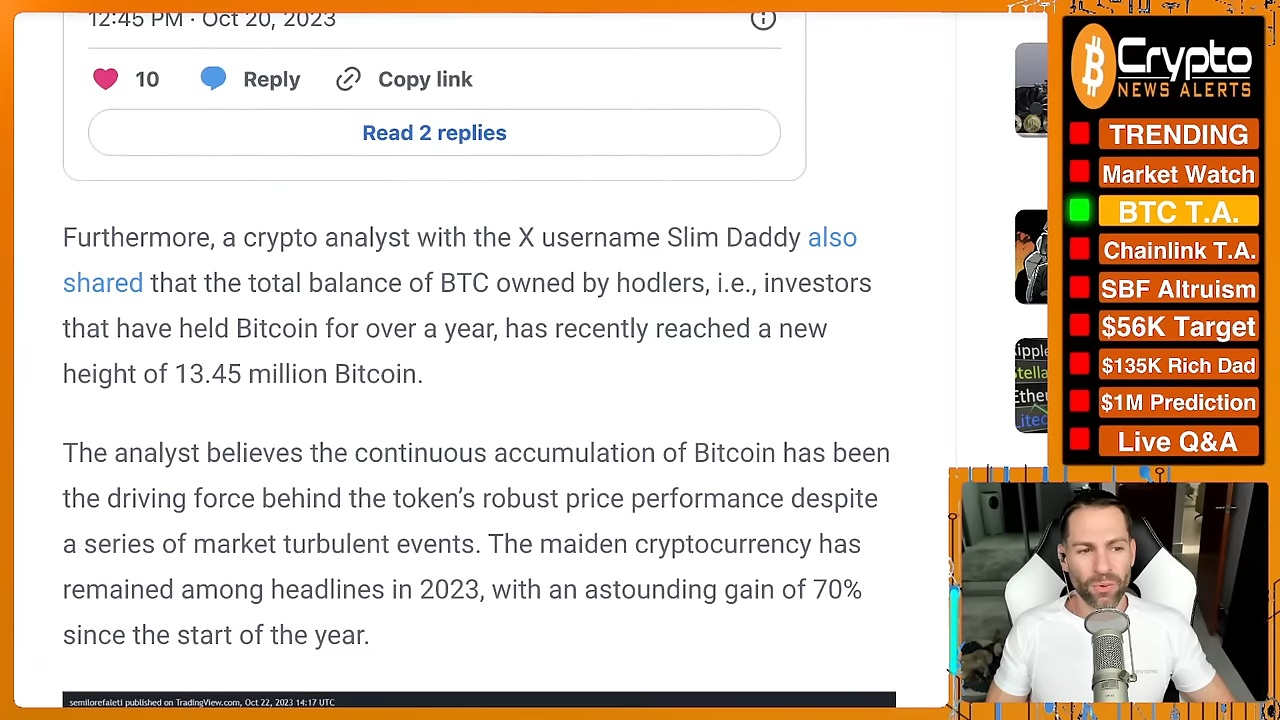 12:45 PM · Oct 20, 2023
10 Reply Copy link
Read 2 replies
Furthermore, a crypto analyst with the X username Slim Daddy also
shared that the total balance of BTC owned by hodlers, i.e., investors
that have held Bitcoin for over a year, has recently reached a new
height of 13.45 million Bitcoin.
The analyst believes the continuous accumulation of Bitcoin has been
the driving force behind the token's robust price performance despite
a series of market turbulent events. The maiden cryptocurrency has
remained among headlines in 2023, with an astounding gain of 70%
since the start of the year.
semilorefaleti published on TradingView.com, Oct 22, 2023 14:17 UTC
Crypto
NEWS ALERTS
TRENDING
Market Watch
BTC T.A.
Chainlink T.A.
SBF Altruism
$56K Target
$135K Rich Dad
$1M Prediction
Live Q&A